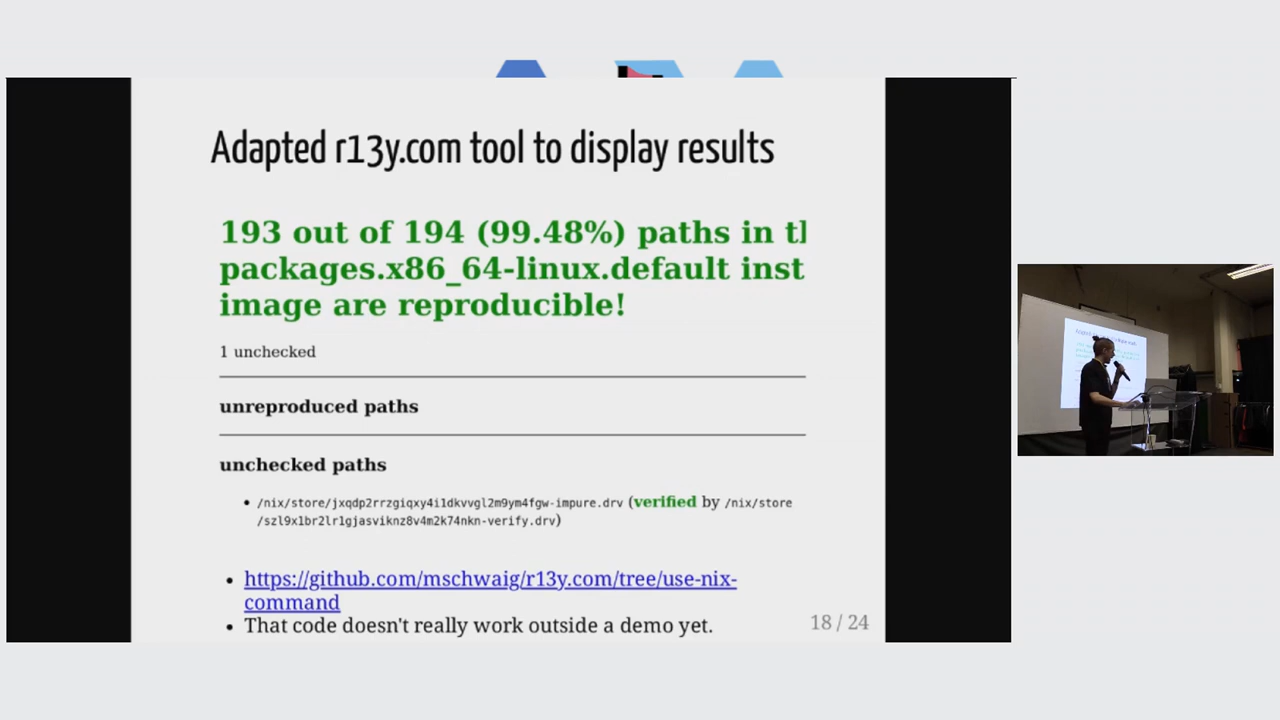 Adapted r13y.com tool to display results
193 out of 194 (99.48%) paths in tl
packages.x86_64-linux.default inst
image are reproducible!
1 unchecked
unreproduced paths
unchecked paths
• /nix/store/jxqdp2rrzgiqxy4i1dkvvgl2m9ym4fgw-impure.drv (verified by /nix/store
/szl9x1br2lr1gjasviknz8v4m2k74nkn-verify.drv)
• https://github.com/mschwaig/r13y.com/tree/use-nix-
command
• That code doesn't really work outside a demo yet.
18 / 24